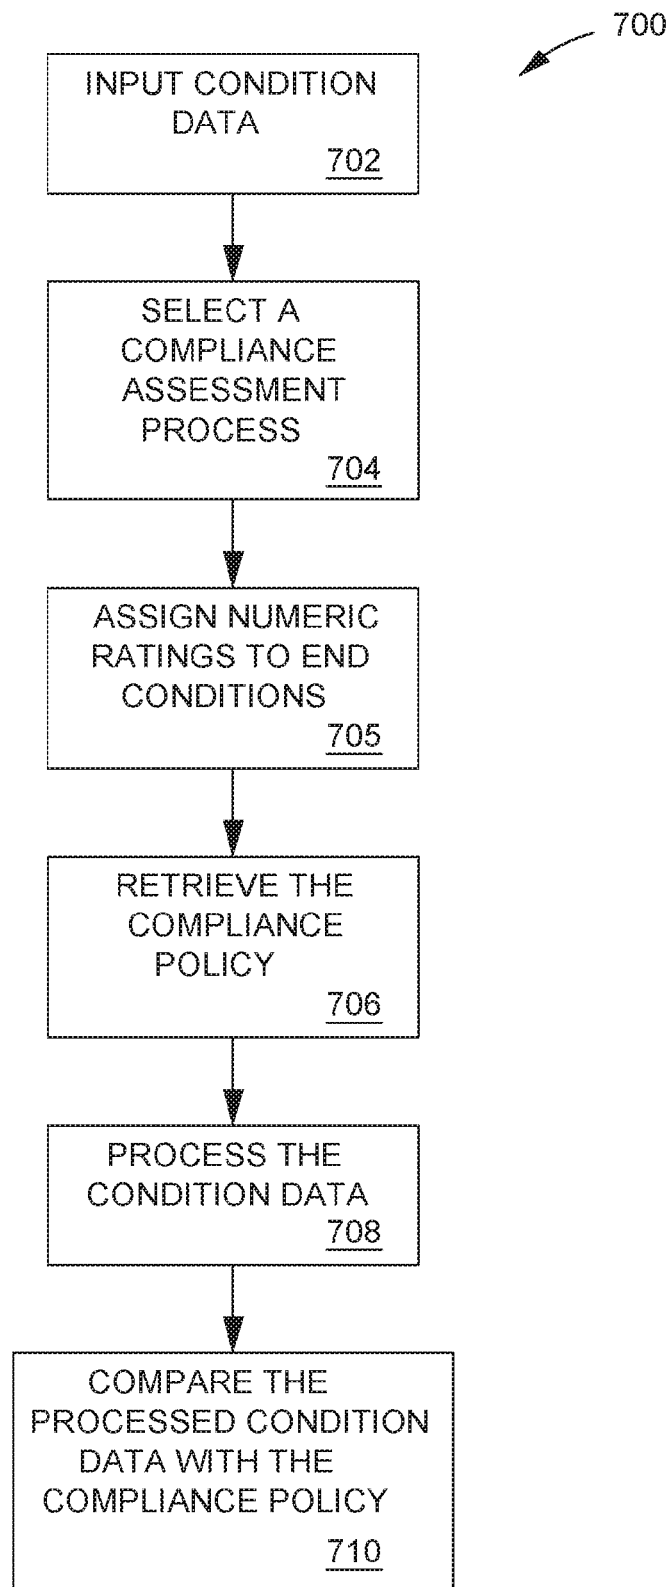 700
INPUT CONDITION
DATA
702
SELECT A
COMPLIANCE
ASSESSMENT
PROCESS
704
ASSIGN NUMERIC
RATINGS TO END
CONDITIONS
705
RETRIEVE THE
COMPLIANCE
POLICY
706
PROCESS THE
CONDITION DATA
708
COMPARE THE
PROCESSED CONDITION
DATA WITH THE
COMPLIANCE POLICY
710